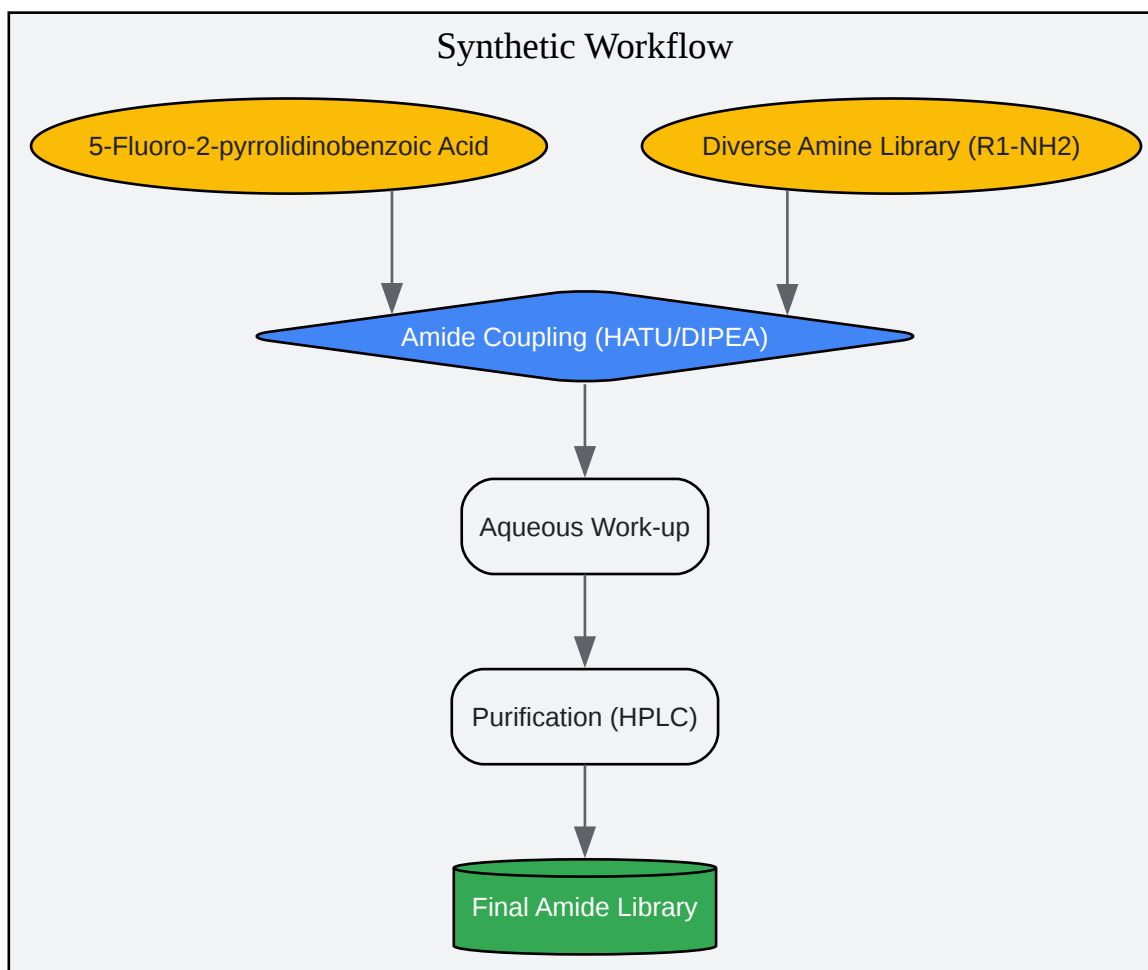 Synthetic Workflow
5-Fluoro-2-pyrrolidinobenzoic Acid
Diverse Amine Library (R1-NH2)
Amide Coupling (HATU/DIPEA)
Aqueous Work-up
Purification (HPLC)
Final Amide Library